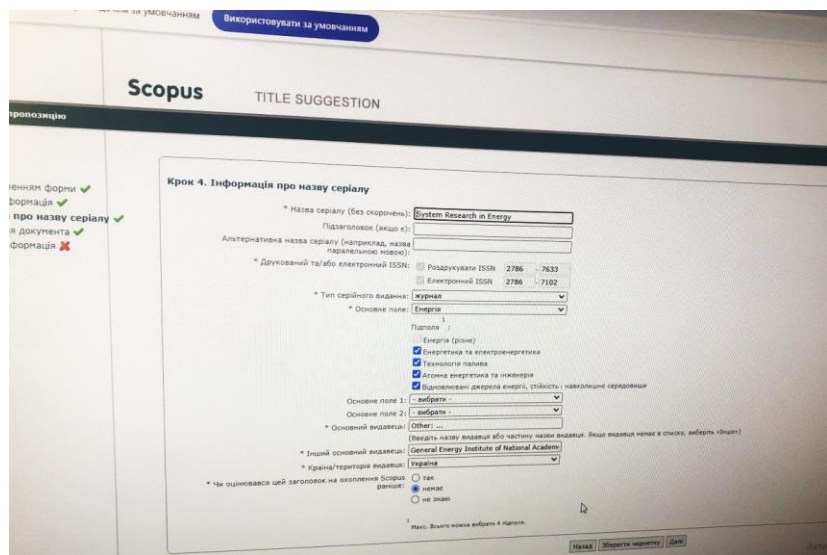 за умовчанням
Використовувати за умовчанням
Scopus
TITLE SUGGESTION
пропозицію
енням форми
формація
про назву серіалу
я документа
формація
Крок 4. Інформація про назву серіалу
* Назва серіалу (без скорочень): System Research in Energy
Підзаголовок (якщо є):
Альтернативна назва серіалу (наприклад, назва паралельною мовою):
* Друкований та/або електронний ISSN: Роздрукувати ISSN 2786 - 7633
Електронний ISSN 2786 - 7102
* Тип серійного видання: журнал
* Основне поле: Енергія
1
Підполя :
Енергія (різне)
Енергетика та електроенергетика
Технологія палива
Атомна енергетика та інженерія
Відновлювані джерела енергії, стійкість і навколишнє середовище
Основне поле 1: - вибрати -
Основне поле 2: - вибрати -
* Основний видавець: Other: ...
(Введіть назву видавця або частину назви видавця. Якщо видавця немає в списку, виберіть «Інше»)
* Інший основний видавець: General Energy Institute of National Academy
* Країна/територія видавця: Україна
* Чи оцінювався цей заголовок на охоплення Scopus раніше: так
немає
не знаю
1
Макс. Всього можна вибрати 4 підполя.
Назад Зберегти чернетку Далі